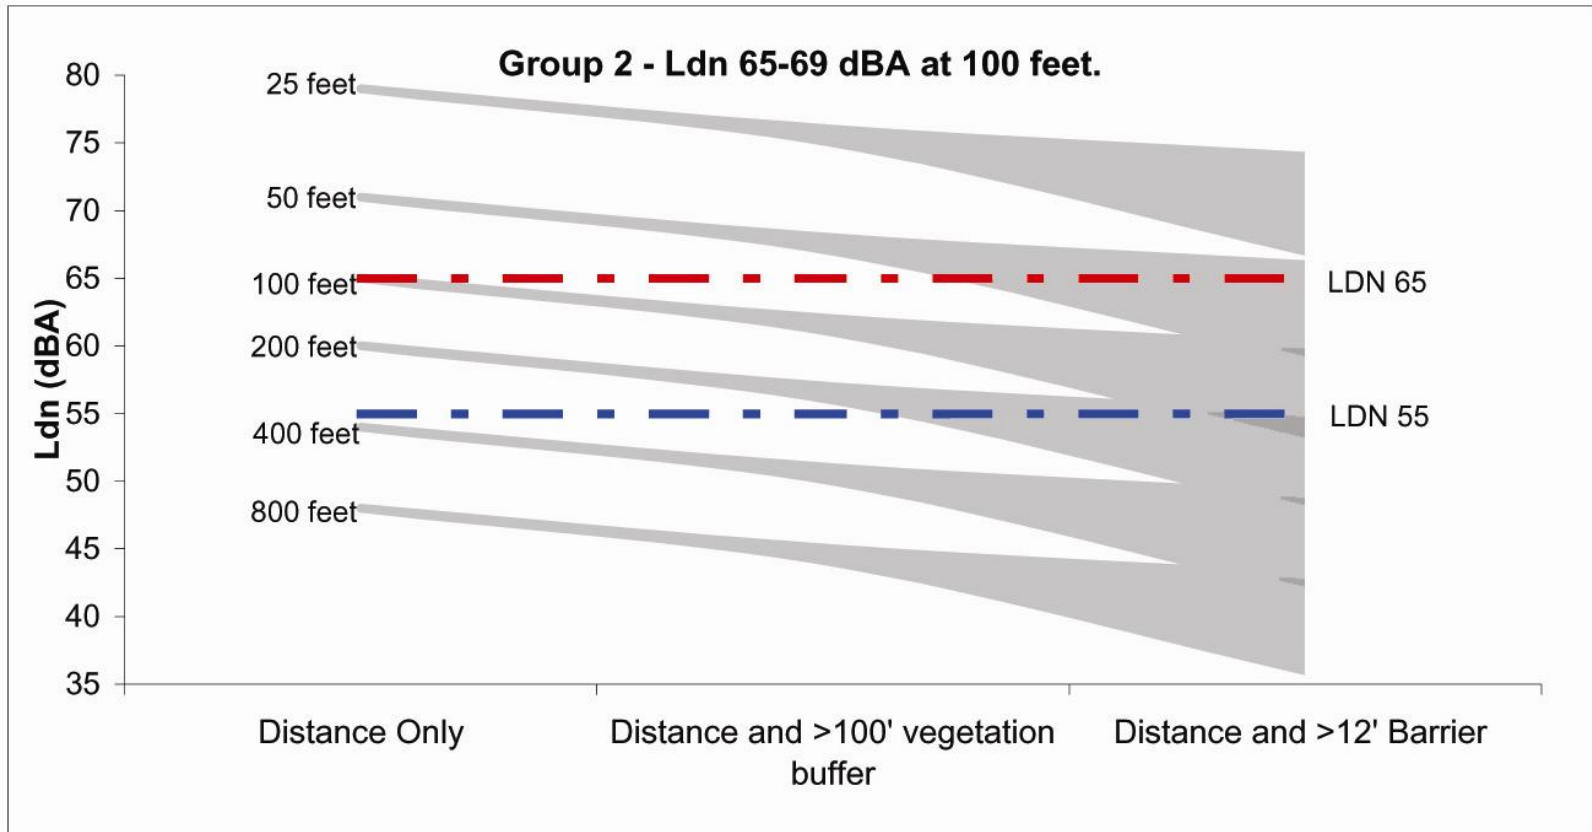 Group 2 - Ldn 65-69 dBA at 100 feet.
Ldn (dBA)
80
75
70
65
60
55
50
45
40
35
25 feet
50 feet
100 feet
200 feet
400 feet
800 feet
LDN 65
LDN 55
Distance Only
Distance and >100' vegetation
buffer
Distance and >12' Barrier